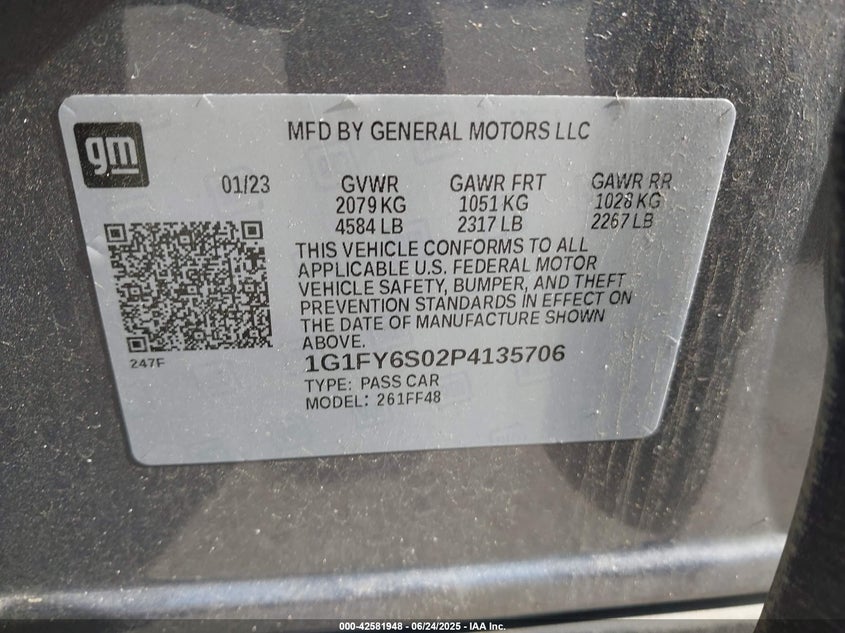 gm
MFD BY GENERAL MOTORS LLC
01/23 GVWR GAWR FRT GAWR RR
2079 KG 1051 KG 1028 KG
4584 LB 2317 LB 2267 LB
THIS VEHICLE CONFORMS TO ALL
APPLICABLE U.S. FEDERAL MOTOR
VEHICLE SAFETY, BUMPER, AND THEFT
PREVENTION STANDARDS IN EFFECT ON
THE DATE OF MANUFACTURE SHOWN
ABOVE.
247F
1G1FY6S02P4135706
TYPE: PASS CAR
MODEL: 261FF48
000-42581948 - 06/24/2025 - IAA Inc.